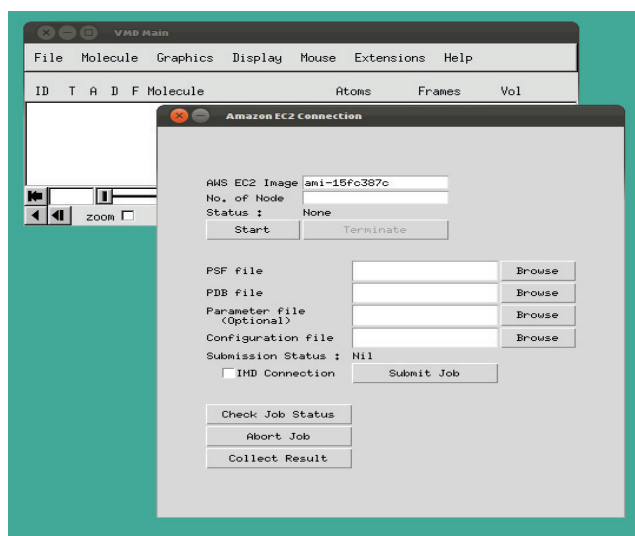 VMD Main
File Molecule Graphics Display Mouse Extensions Help
ID T A D F Molecule Atoms Frames Vol
zoom
Amazon EC2 Connection
AWS EC2 Image ami-15fc387c
No. of Node
Status : None
Start Terminate
PSF file Browse
PDB file Browse
Parameter file Browse
(Optional)
Configuration file Browse
Submission Status : Nil
IMD Connection Submit Job
Check Job Status
Abort Job
Collect Result